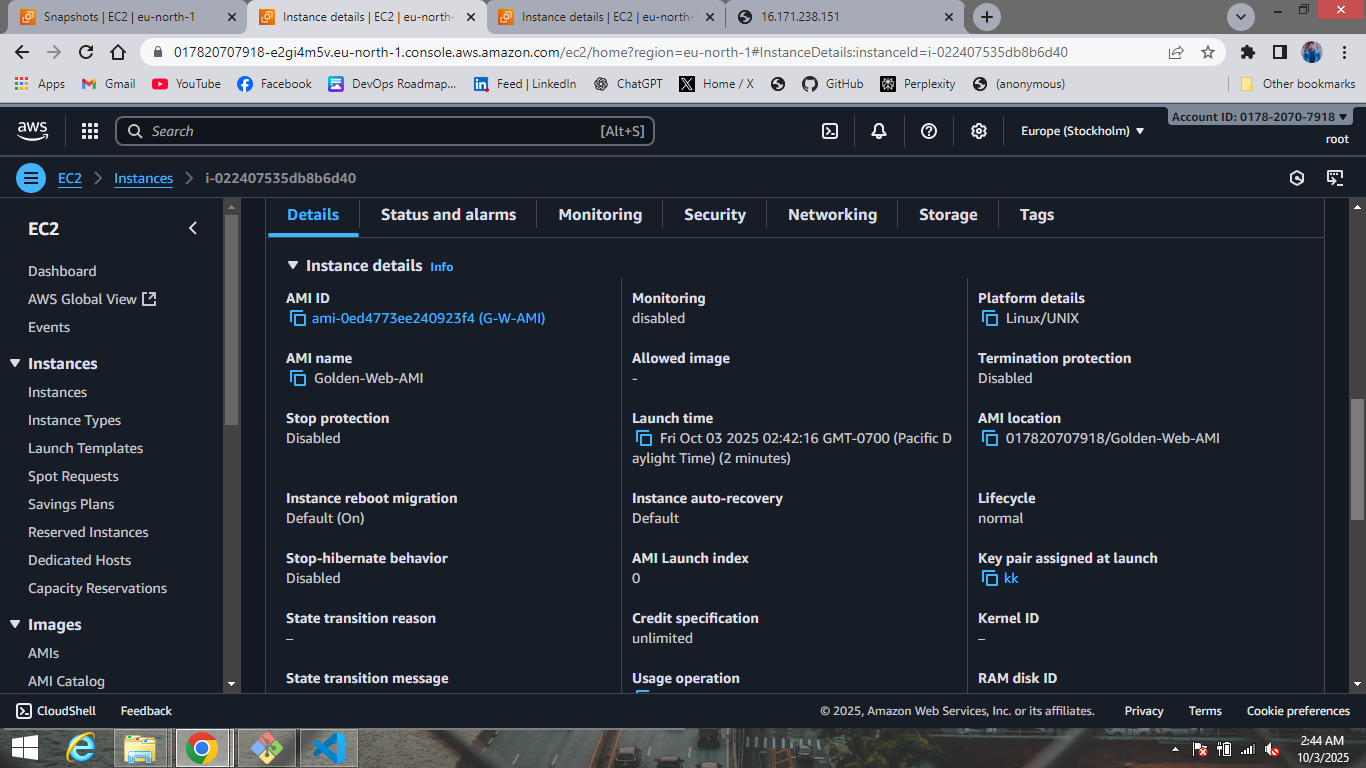 Snapshots | EC2 | eu-north-1
Instance details | EC2 | eu-north-
Instance details | EC2 | eu-north-
16.171.238.151
017820707918-e2gi4m5v.eu-north-1.console.aws.amazon.com/ec2/home?region=eu-north-1#InstanceDetails:instanceId=i-022407535db8b6d40
Apps
Gmail
YouTube
Facebook
DevOps Roadmap...
Feed | LinkedIn
ChatGPT
Home / X
GitHub
Perplexity
(anonymous)
Other bookmarks
aws
Search
[Alt+S]
Europe (Stockholm)
Account ID: 0178-2070-7918
root
EC2
Instances
i-022407535db8b6d40
EC2
Dashboard
AWS Global View
Events
Instances
Instances
Instance Types
Launch Templates
Spot Requests
Savings Plans
Reserved Instances
Dedicated Hosts
Capacity Reservations
Images
AMIs
AMI Catalog
Details
Status and alarms
Monitoring
Security
Networking
Storage
Tags
Instance details Info
AMI ID
ami-0ed4773ee240923f4 (G-W-AMI)
Monitoring
disabled
Platform details
Linux/UNIX
AMI name
Golden-Web-AMI
Allowed image
-
Termination protection
Disabled
Stop protection
Disabled
Launch time
Fri Oct 03 2025 02:42:16 GMT-0700 (Pacific D
aylight Time) (2 minutes)
AMI location
017820707918/Golden-Web-AMI
Instance reboot migration
Default (On)
Instance auto-recovery
Default
Lifecycle
normal
Stop-hibernate behavior
Disabled
AMI Launch index
0
Key pair assigned at launch
kk
State transition reason
–
Credit specification
unlimited
Kernel ID
–
State transition message
Usage operation
RAM disk ID
CloudShell
Feedback
© 2025, Amazon Web Services, Inc. or its affiliates.
Privacy
Terms
Cookie preferences
2:44 AM
10/3/2025